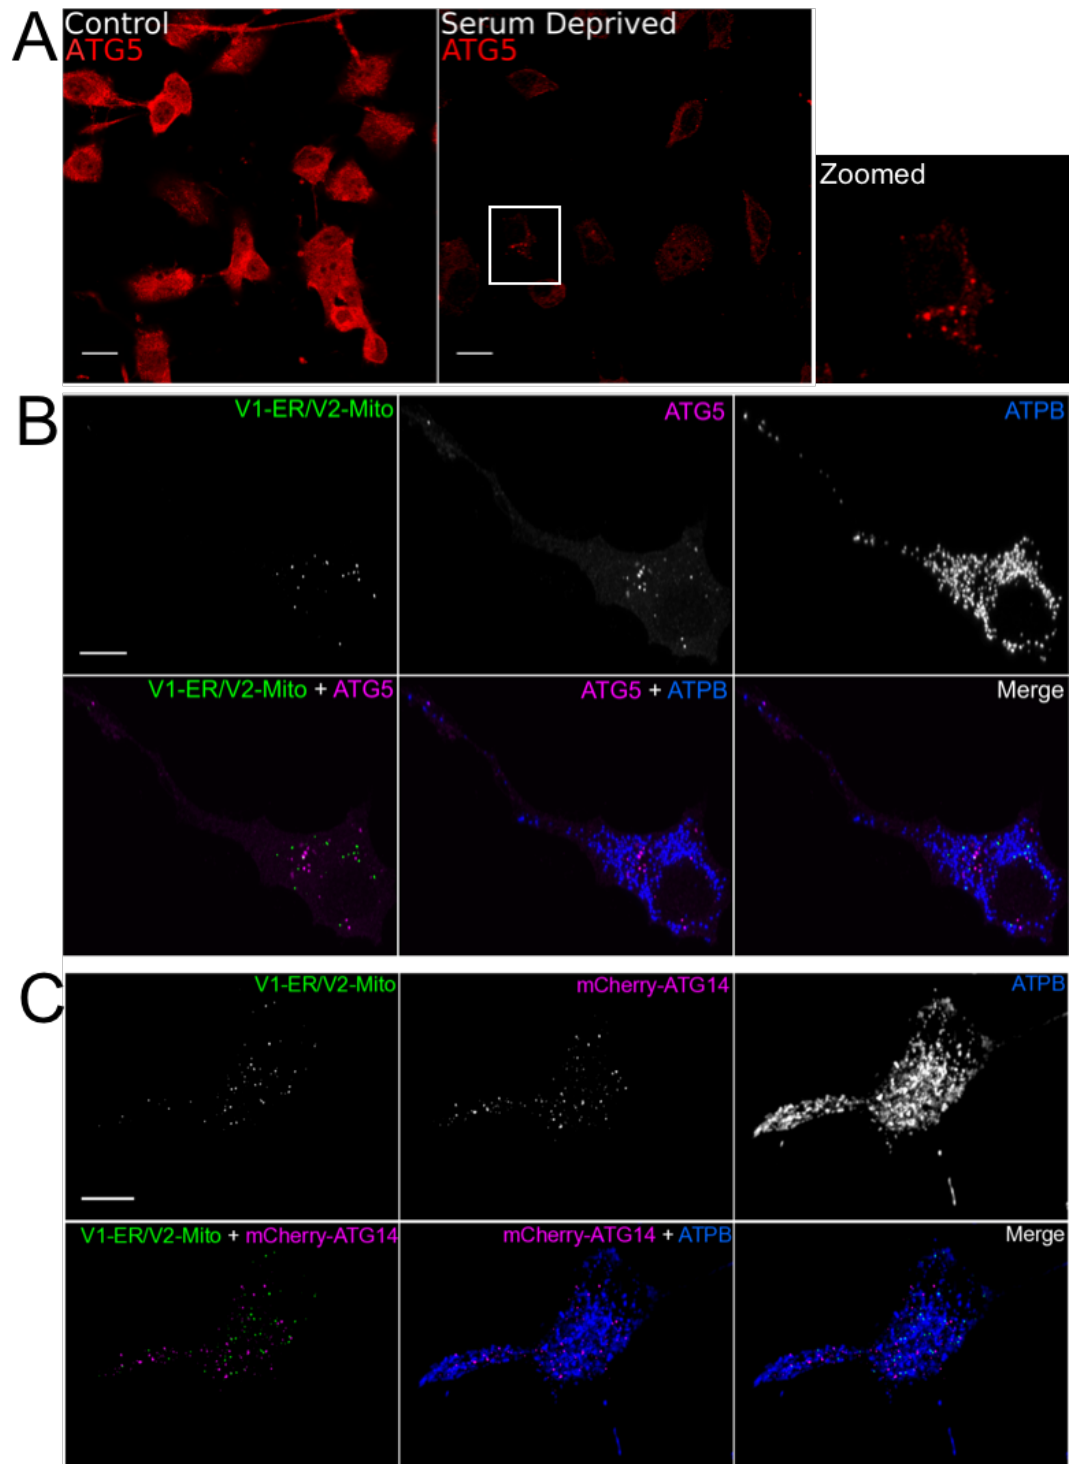 A
Control
ATG5
Serum Deprived
ATG5
Zoomed
B
V1-ER/V2-Mito
ATG5
ATPB
V1-ER/V2-Mito + ATG5
ATG5 + ATPB
Merge
C
V1-ER/V2-Mito
mCherry-ATG14
ATPB
V1-ER/V2-Mito + mCherry-ATG14
mCherry-ATG14 + ATPB
Merge